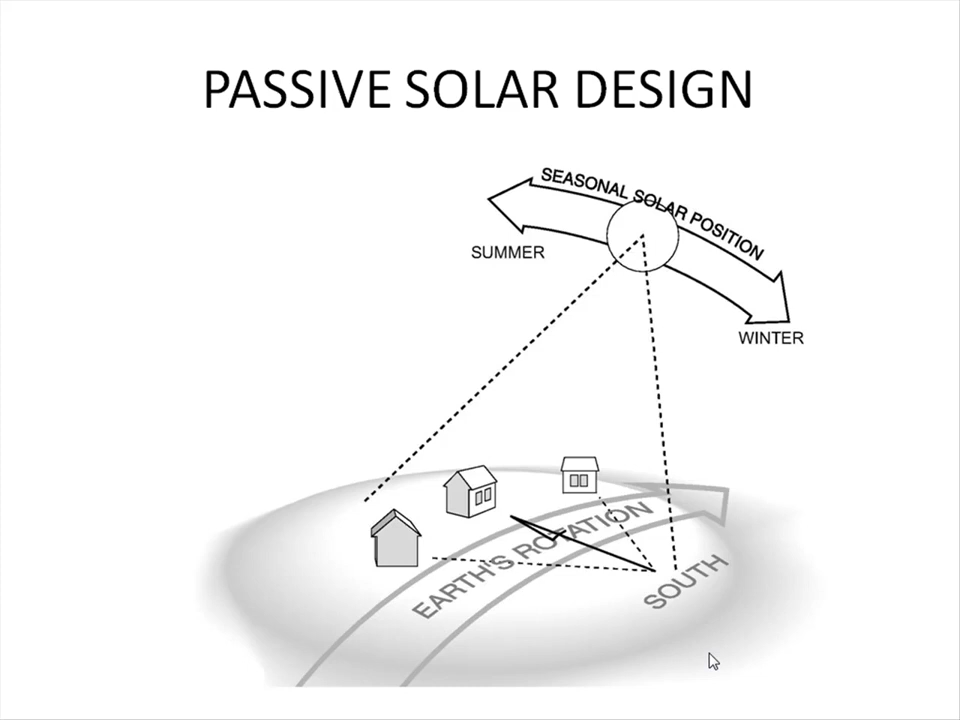 PASSIVE SOLAR DESIGN
SEASONAL SOLAR POSITION
SUMMER
WINTER
EARTH'S ROTATION
SOUTH